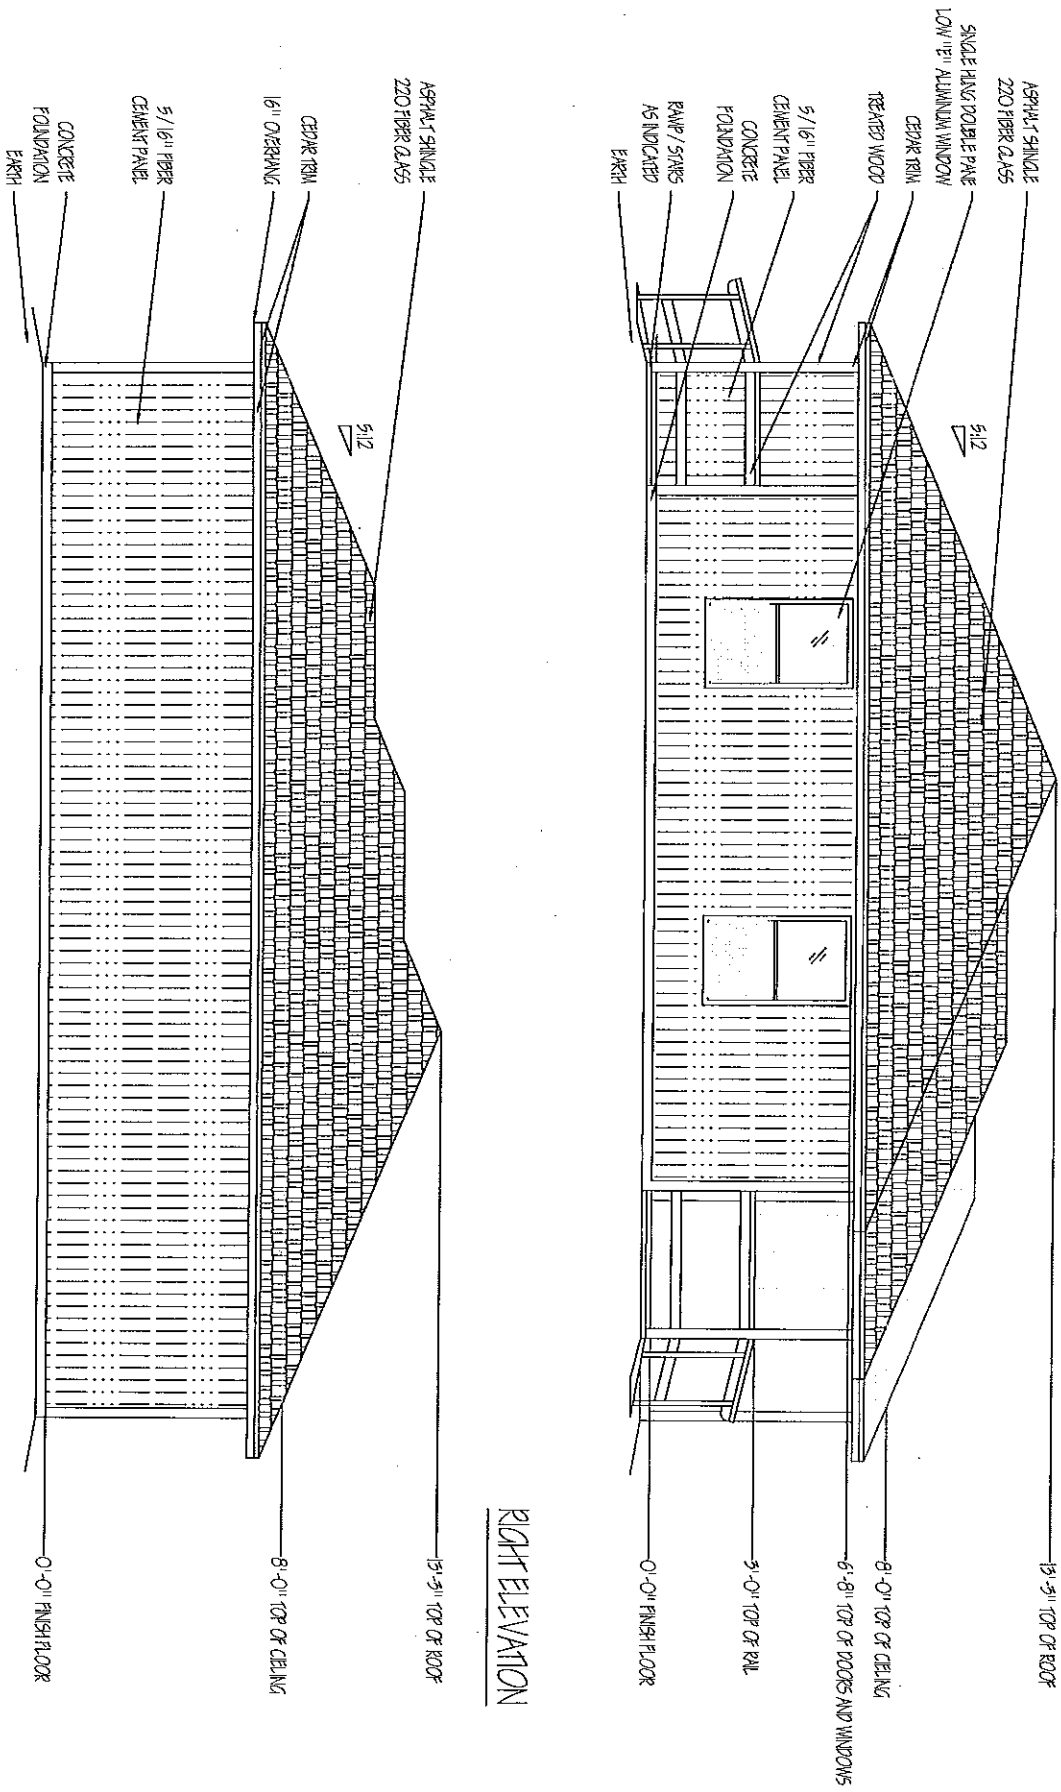 13'-5" TOP OF ROOF
ASPHALT SHINGLE
220 FIBER GLASS
SINGLE HUNG DOUBLE PANE
LOW "E" ALUMINUM WINDOW
CEDAR TRIM
TREATED WOOD
5/16" FIBER
CEMENT PANEL
CONCRETE
FOUNDATION
RAMP / STAIRS
AS INDICATED
EARTH
5:12
8'-0" TOP OF CIELING
6'-8" TOP OF DOORS AND WINDOWS
3'-0" TOP OF RAIL
0'-0" FINISH FLOOR
RIGHT ELEVATION
13'-5" TOP OF ROOF
ASPHALT SHINGLE
220 FIBER GLASS
5:12
CEDAR TRIM
16" OVERHANG
8'-0" TOP OF CIELING
5/16" FIBER
CEMENT PANEL
CONCRETE
FOUNDATION
EARTH
0'-0" FINISH FLOOR